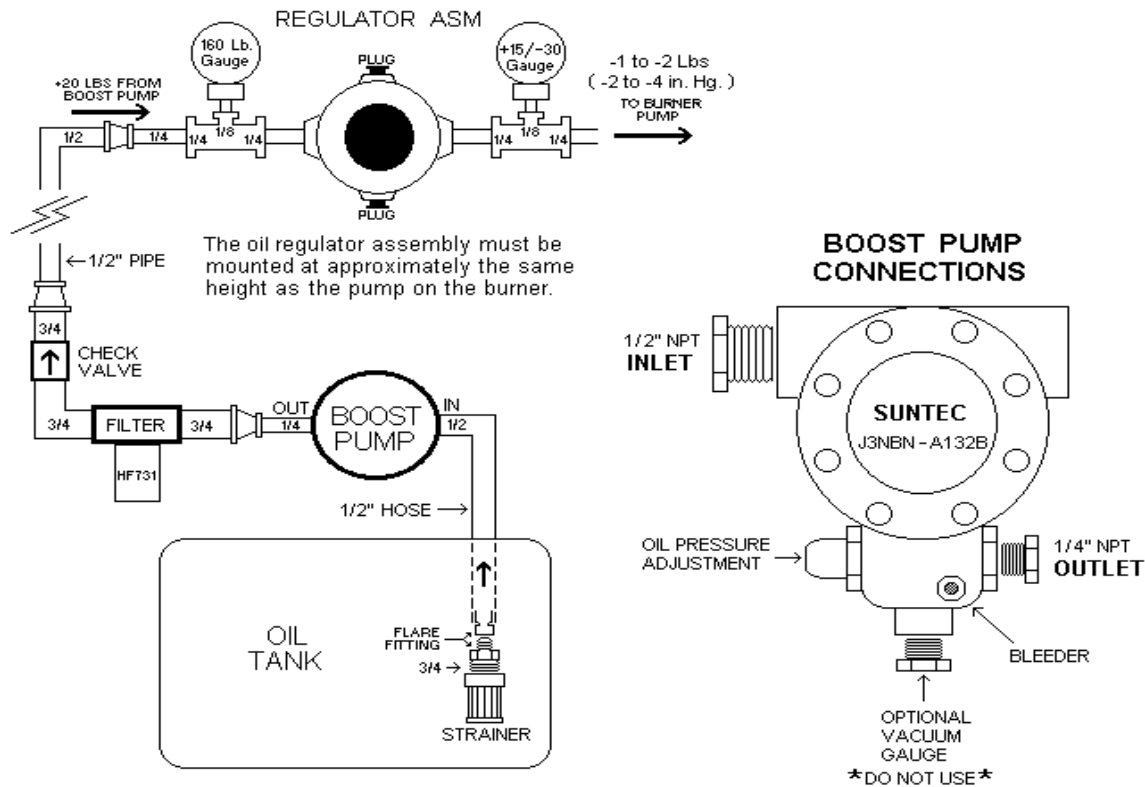 REGULATOR ASM
160 Lb.
Gauge
PLUG
+15/-30
Gauge
-1 to -2 Lbs
( -2 to -4 in. Hg. )
TO BURNER
PUMP
+20 LBS FROM
BOOST PUMP
1/2
1/4
1/4
1/8
1/4
1/4
1/8
1/4
PLUG
The oil regulator assembly must be
mounted at approximately the same
height as the pump on the burner.
1/2" PIPE
3/4
CHECK
VALVE
3/4
FILTER
3/4
HF731
OUT
1/4
BOOST
PUMP
IN
1/2
1/2" HOSE
OIL
TANK
FLARE
FITTING
3/4
STRAINER
BOOST PUMP
CONNECTIONS
1/2" NPT
INLET
SUNTEC
J3NBN-A132B
OIL PRESSURE
ADJUSTMENT
1/4" NPT
OUTLET
BLEEDER
OPTIONAL
VACUUM
GAUGE
*DO NOT USE*